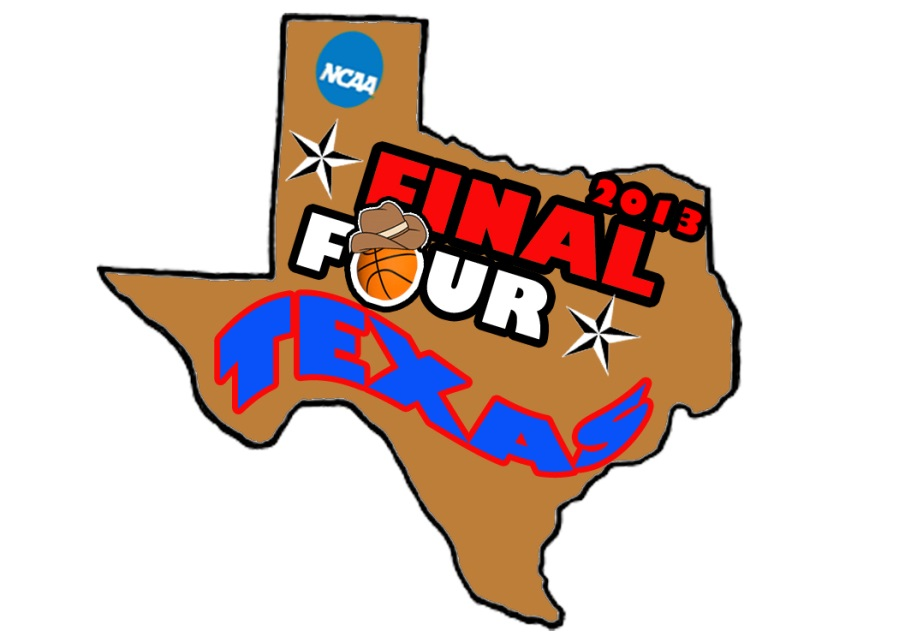 NCAA
FINAL
2013
FOUR
TEXAS